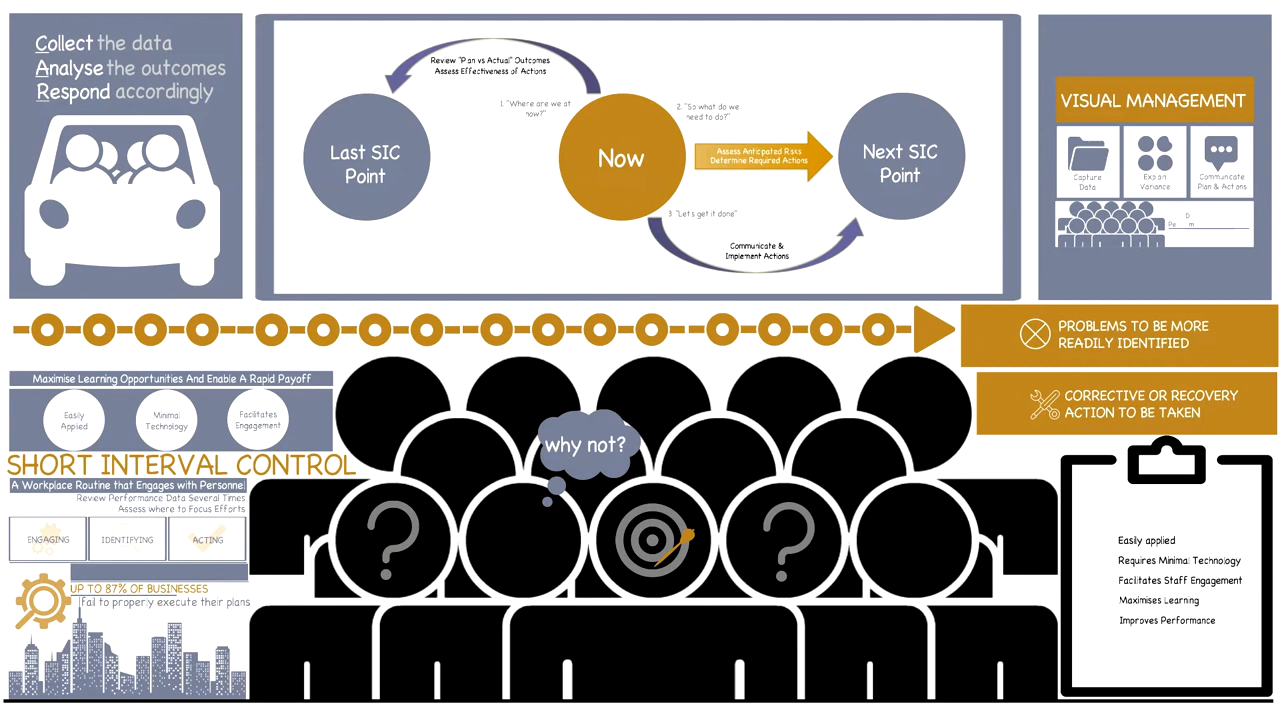 Collect the data
Analyse the outcomes
Respond accordingly
Review "Plan vs Actual" Outcomes
Assess Effectiveness of Actions
1. "Where are we at
now?"
2. "So what do we
need to do?"
Last SIC
Point
Now
Assess Anticipated Risks
Determine Required Actions
Next SIC
Point
3 "Let's get it done"
Communicate &
Implement Actions
VISUAL MANAGEMENT
Capture
Data
Explain
Variance
Communicate
Plan & Actions
PROBLEMS TO BE MORE
READILY IDENTIFIED
CORRECTIVE OR RECOVERY
ACTION TO BE TAKEN
Maximise Learning Opportunities And Enable A Rapid Payoff
Easily
Applied
Minimal
Technology
Facilitates
Engagement
SHORT INTERVAL CONTROL
A Workplace Routine that Engages with Personnel
Review Performance Data Several Times
Assess where to Focus Efforts
ENGAGING
IDENTIFYING
ACTING
UP TO 87% OF BUSINESSES
Fail to properly execute their plans
why not?
?
?
Easily applied
Requires Minimal Technology
Facilitates Staff Engagement
Maximises Learning
Improves Performance